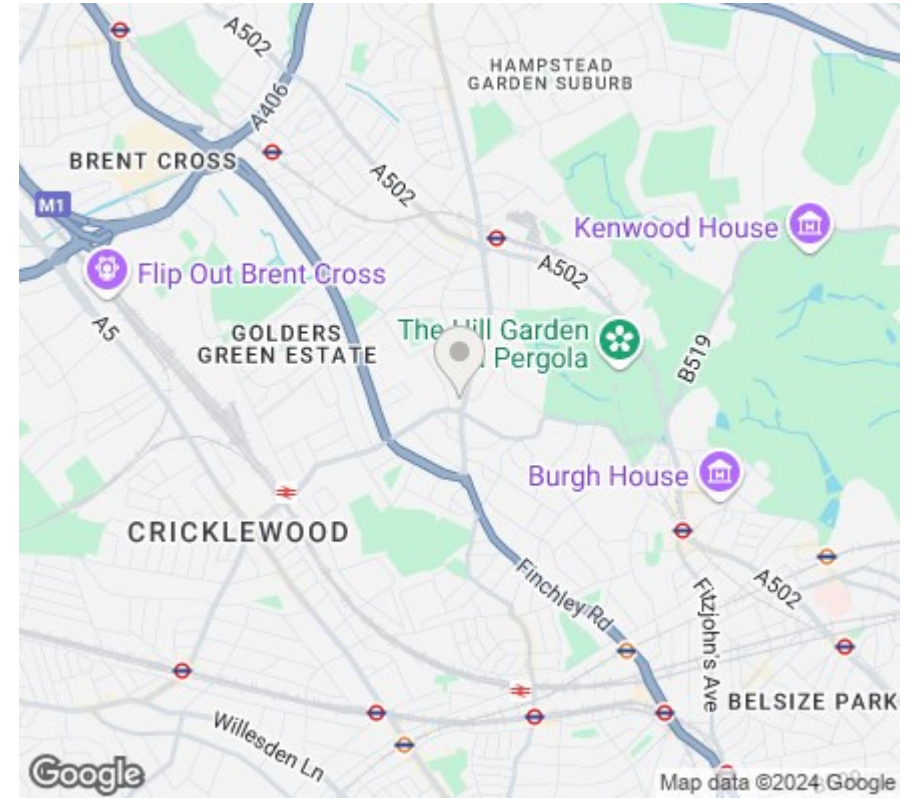 A502
HAMPSTEAD
GARDEN SUBURB
A406
BRENT CROSS
A502
M1
Kenwood House
Flip Out Brent Cross
A502
A5
GOLDERS
GREEN ESTATE
The Hill Garden
Pergola
B519
Burgh House
CRICKLEWOOD
Finchley Rd
A502
Fitzjohn's Ave
BELSIZE PARK
Willesden Ln
Google
Map data ©2024 Google